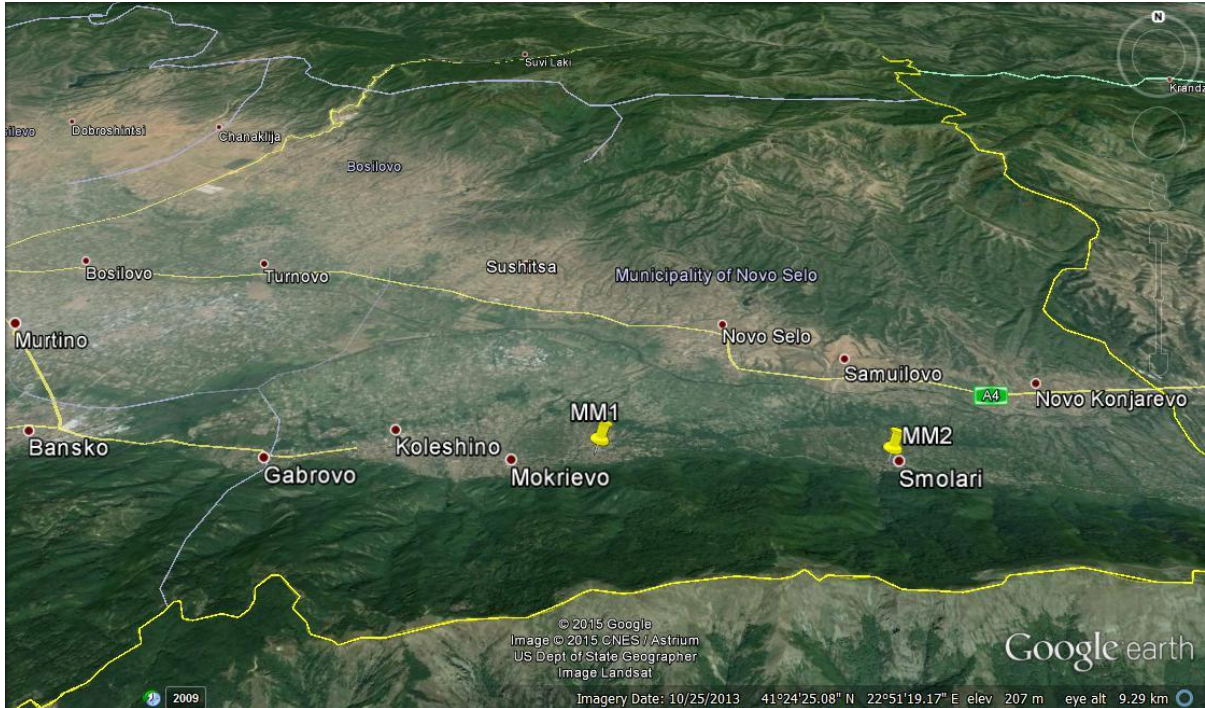 N
Suvi Laki
Krandz
Dobroshintsi
silevo
Chanaklija
Bosilovo
Bosilovo
Turnovo
Sushitsa
Municipality of Novo Selo
Murtino
Novo Selo
Samuilovo
A4
Novo Konjarevo
MM1
MM2
Bansko
Koleshino
Gabrovo
Mokrievo
Smolari
© 2015 Google
Image © 2015 CNES / Astrium
US Dept of State Geographer
Image Landsat
Google earth
2009
Imagery Date: 10/25/2013 41°24'25.08" N 22°51'19.17" E elev 207 m eye alt 9.29 km